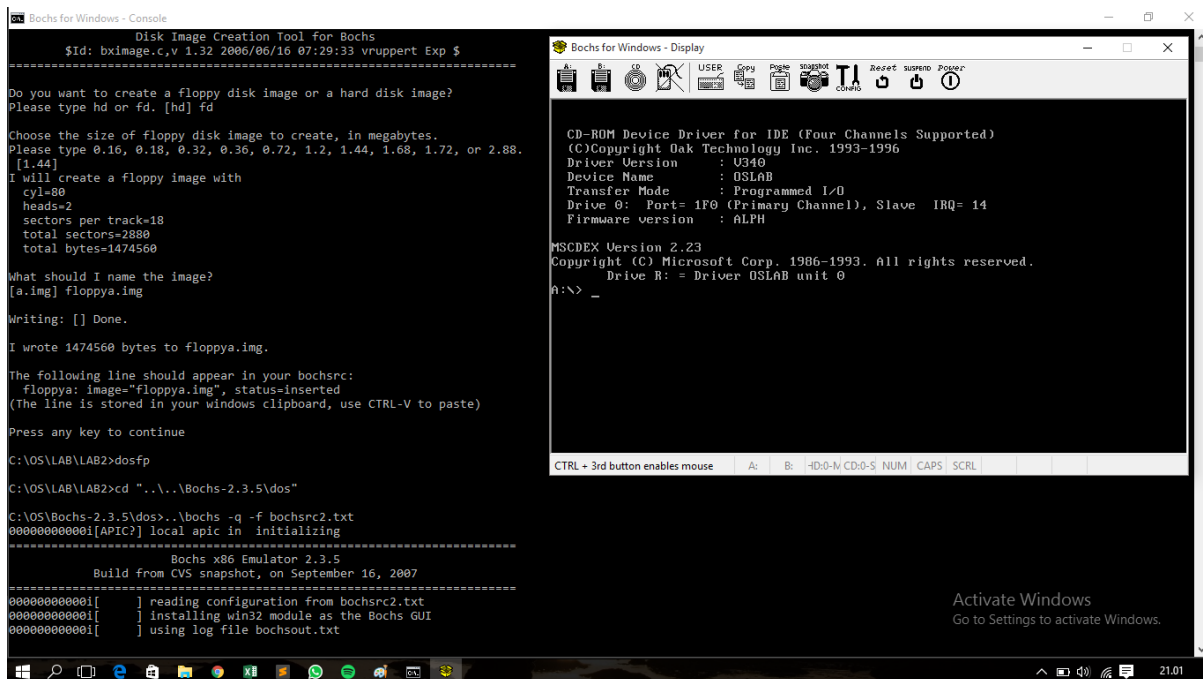 Bochs for Windows - Console
Disk Image Creation Tool for Bochs
$Id: bximage.c,v 1.32 2006/06/16 07:29:33 vruppert Exp $
========================================================================
Do you want to create a floppy disk image or a hard disk image?
Please type hd or fd. [hd] fd
Choose the size of floppy disk image to create, in megabytes.
Please type 0.16, 0.18, 0.32, 0.36, 0.72, 1.2, 1.44, 1.68, 1.72, or 2.88.
[1.44]
I will create a floppy image with
cyl=80
heads=2
sectors per track=18
total sectors=2880
total bytes=1474560
What should I name the image?
[a.img] floppya.img
Writing: [] Done.
I wrote 1474560 bytes to floppya.img.
The following line should appear in your bochsrc:
floppya: image="floppya.img", status=inserted
(The line is stored in your windows clipboard, use CTRL-V to paste)
Press any key to continue
C:\OS\LAB\LAB2>dosfp
C:\OS\LAB\LAB2>cd "..\..\Bochs-2.3.5\dos"
C:\OS\Bochs-2.3.5\dos>..\bochs -q -f bochsrc2.txt
00000000000i[APIC?] local apic in  initializing
========================================================================
Bochs x86 Emulator 2.3.5
Build from CVS snapshot, on September 16, 2007
========================================================================
00000000000i[     ] reading configuration from bochsrc2.txt
00000000000i[     ] installing win32 module as the Bochs GUI
00000000000i[     ] using log file bochsout.txt
Bochs for Windows - Display
A: B: CD USER Copy Paste snapshot CONFIG Reset SUSPEND Power
CD-ROM Device Driver for IDE (Four Channels Supported)
(C)Copyright Oak Technology Inc. 1993-1996
Driver Version : V340
Device Name : OSLAB
Transfer Mode : Programmed I/O
Drive 0: Port= 1F0 (Primary Channel), Slave IRQ= 14
Firmware version : ALPH
MSCDEX Version 2.23
Copyright (C) Microsoft Corp. 1986-1993. All rights reserved.
Drive R: = Driver OSLAB unit 0
A:\> _
CTRL + 3rd button enables mouse A: B: HD:0-M CD:0-S NUM CAPS SCRL
Activate Windows
Go to Settings to activate Windows.
21.01